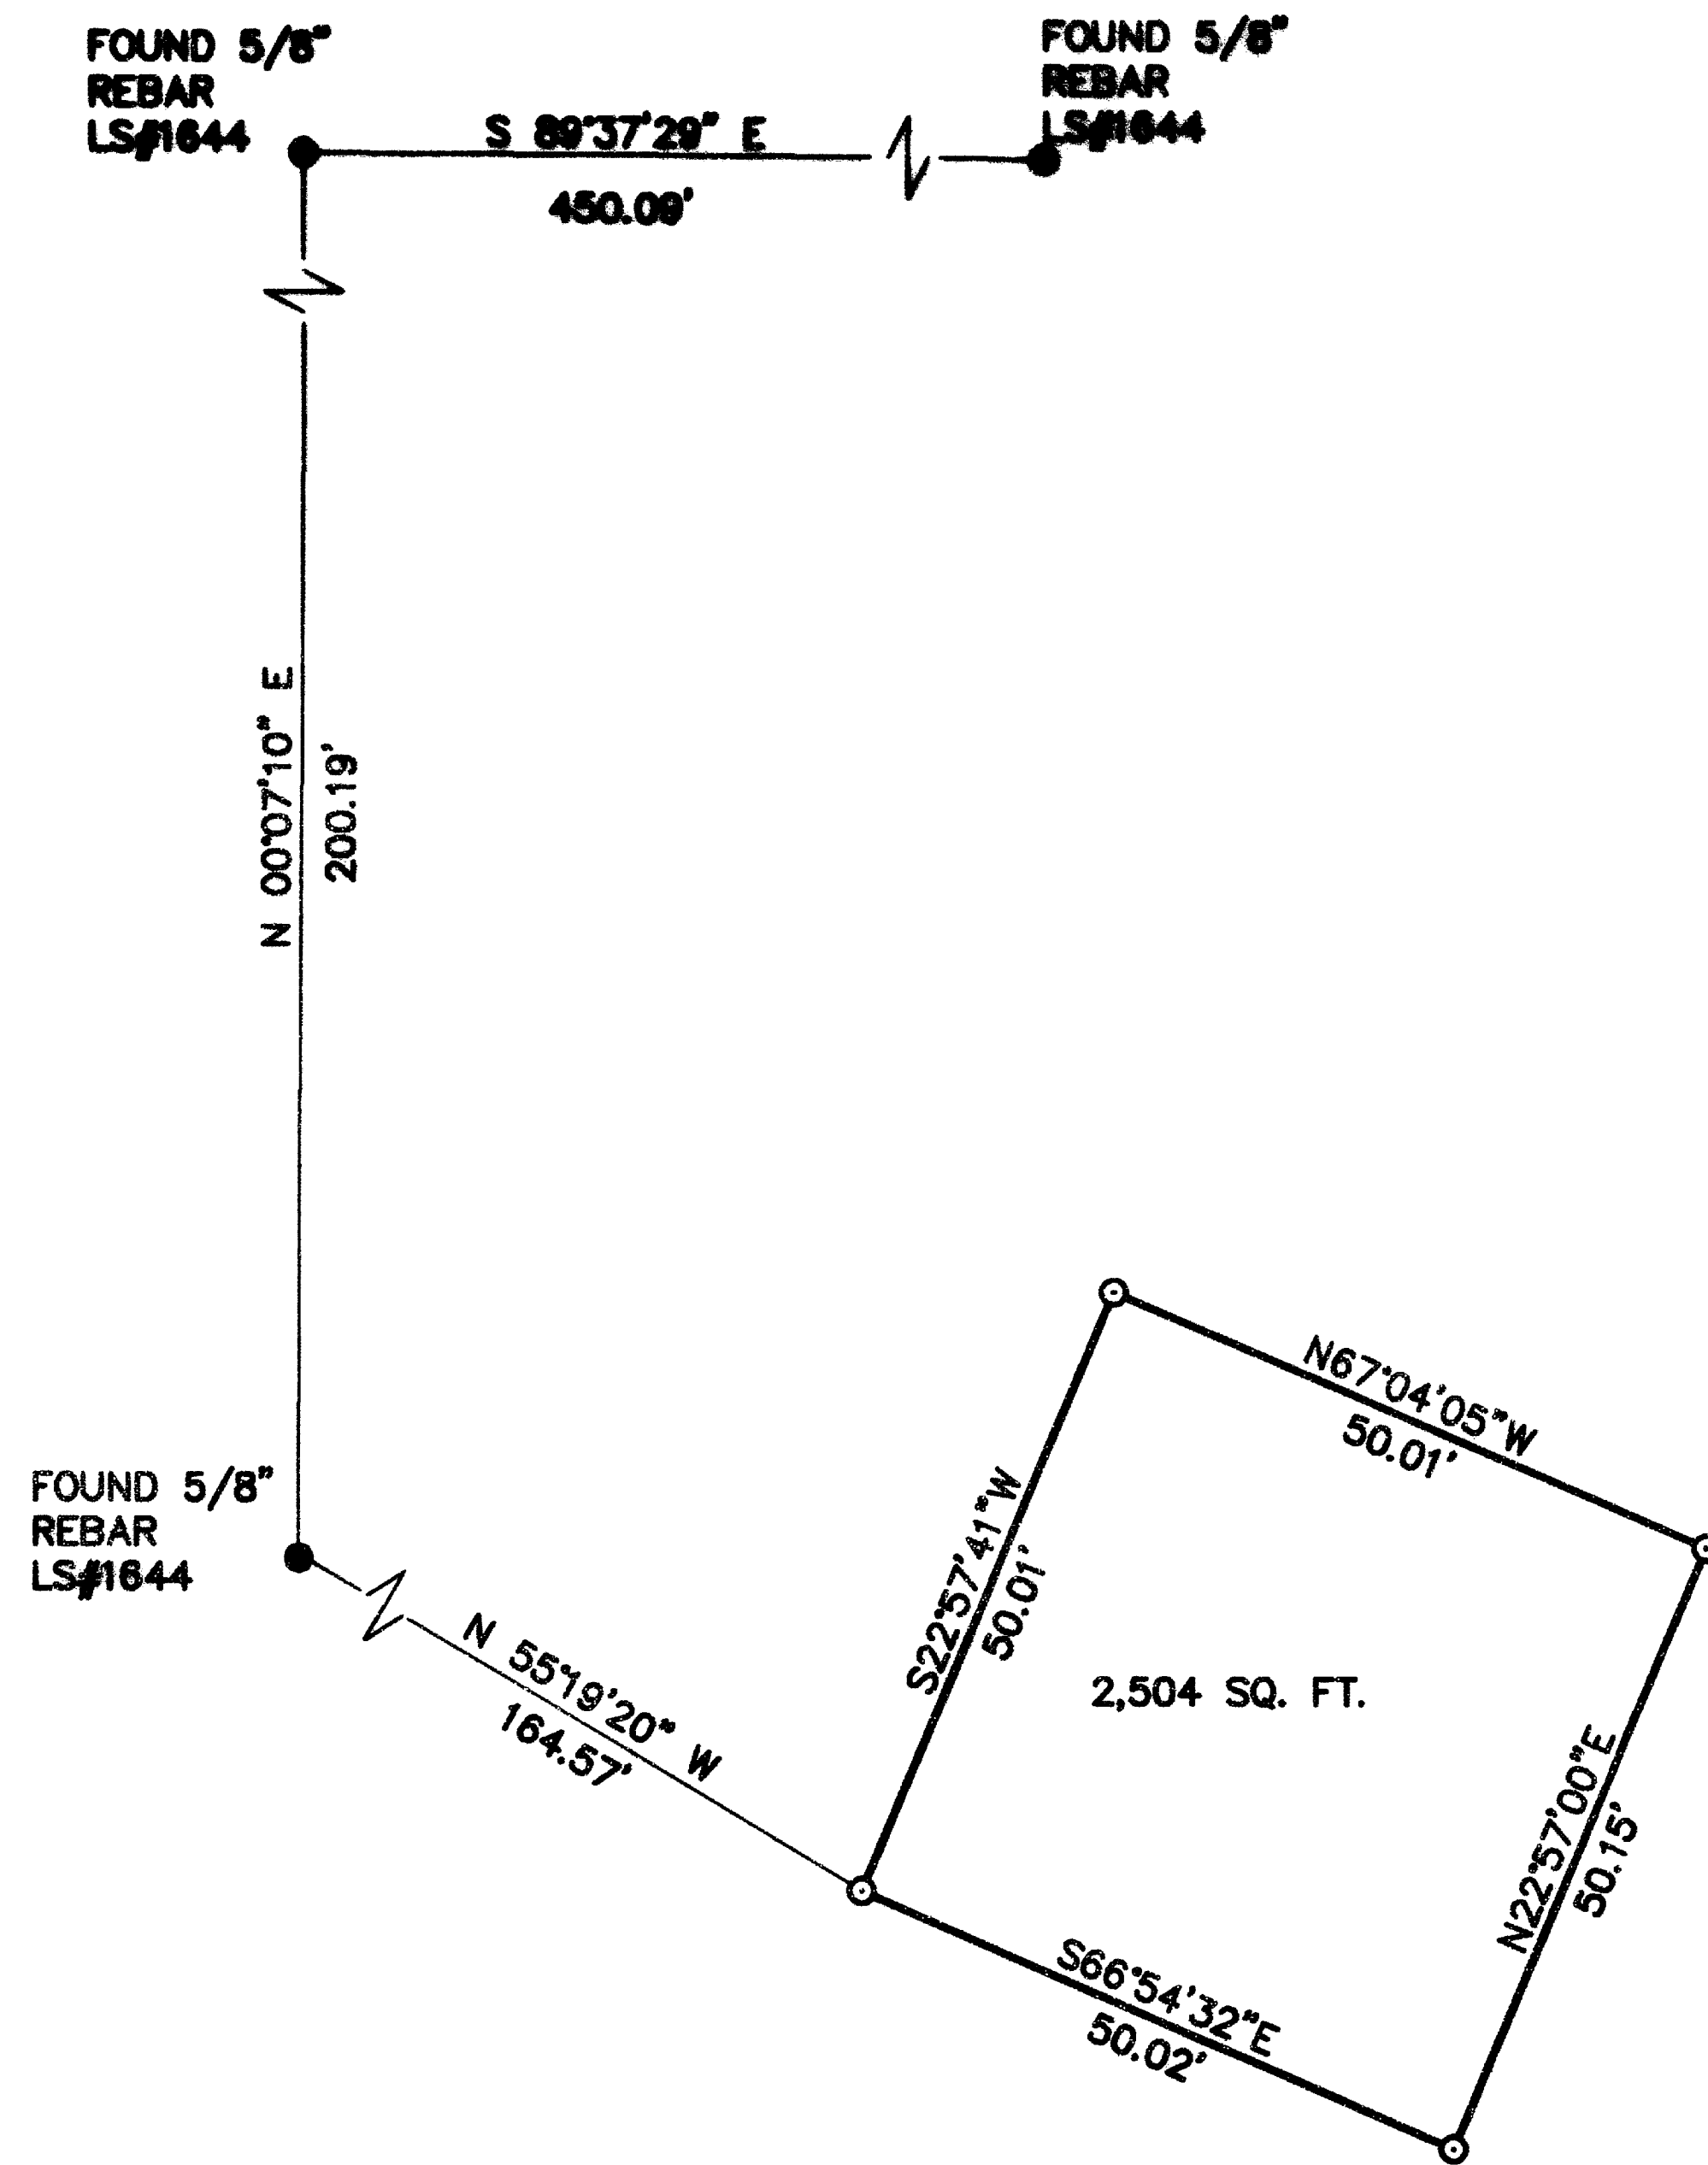 FOUND 5/8"
REBAR
LS#1644
FOUND 5/8"
REBAR
LS#1644
S 89°37'29" E
450.09'
N 00°07'10" E
200.19'
N67°04'05"W
50.01'
FOUND 5/8"
REBAR
LS#1644
S22°57'41"W
50.01'
N 55°19'20" W
164.57'
2,504 SQ. FT.
N22°57'00"E
50.15'
S66°54'32"E
50.02'